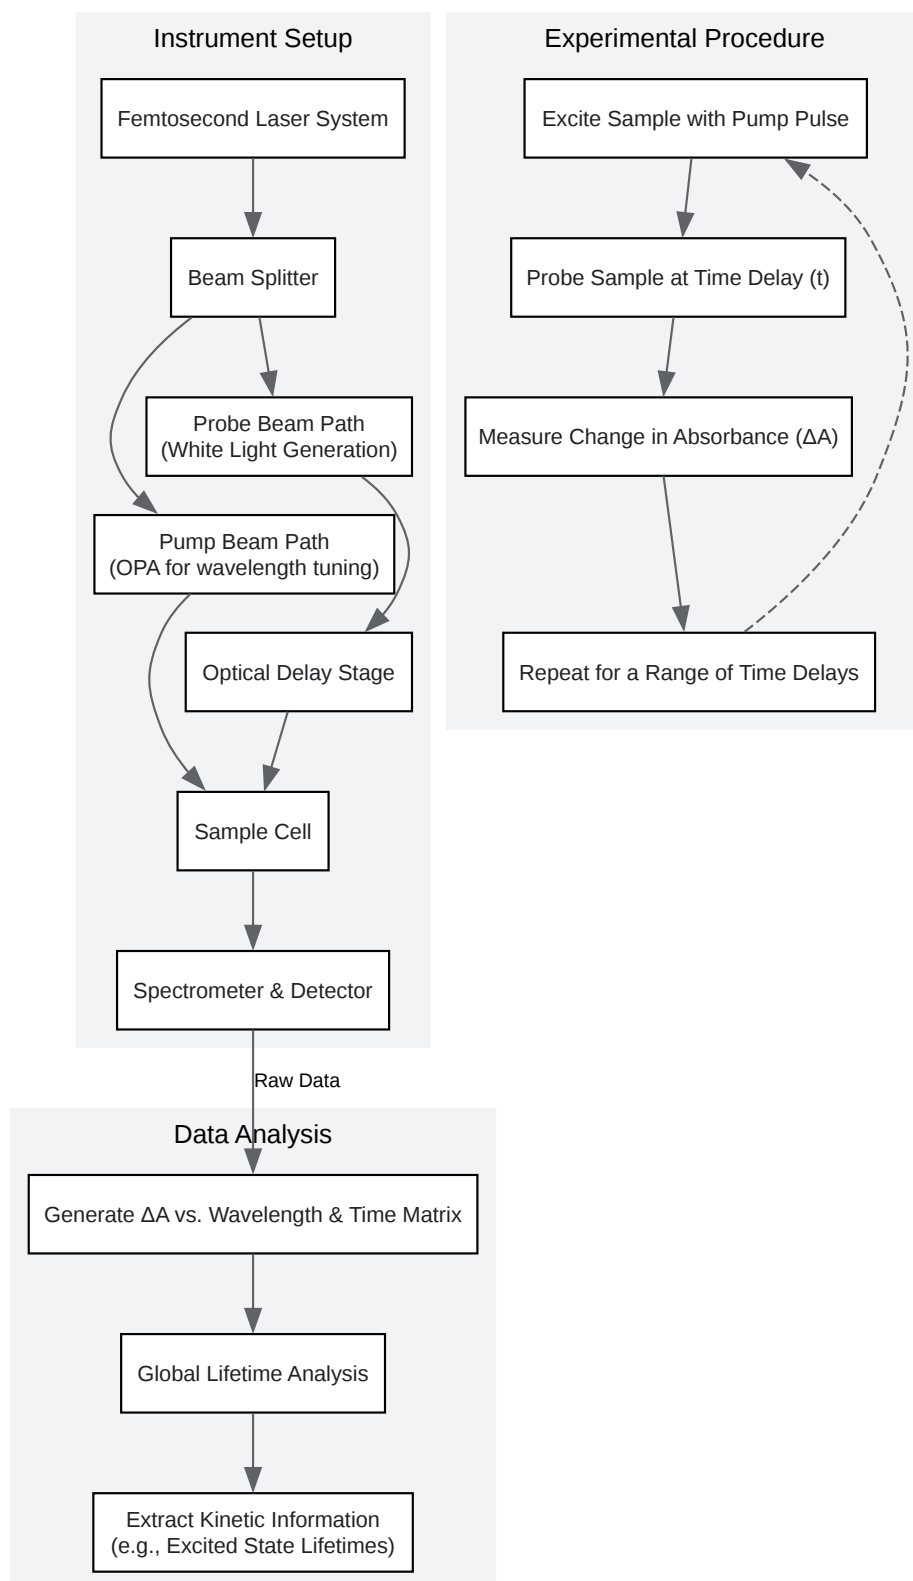 Instrument Setup
Femtosecond Laser System
Beam Splitter
Probe Beam Path
(White Light Generation)
Pump Beam Path
(OPA for wavelength tuning)
Optical Delay Stage
Sample Cell
Spectrometer & Detector
Raw Data
Experimental Procedure
Excite Sample with Pump Pulse
Probe Sample at Time Delay (t)
Measure Change in Absorbance (ΔA)
Repeat for a Range of Time Delays
Data Analysis
Generate ΔA vs. Wavelength & Time Matrix
Global Lifetime Analysis
Extract Kinetic Information
(e.g., Excited State Lifetimes)